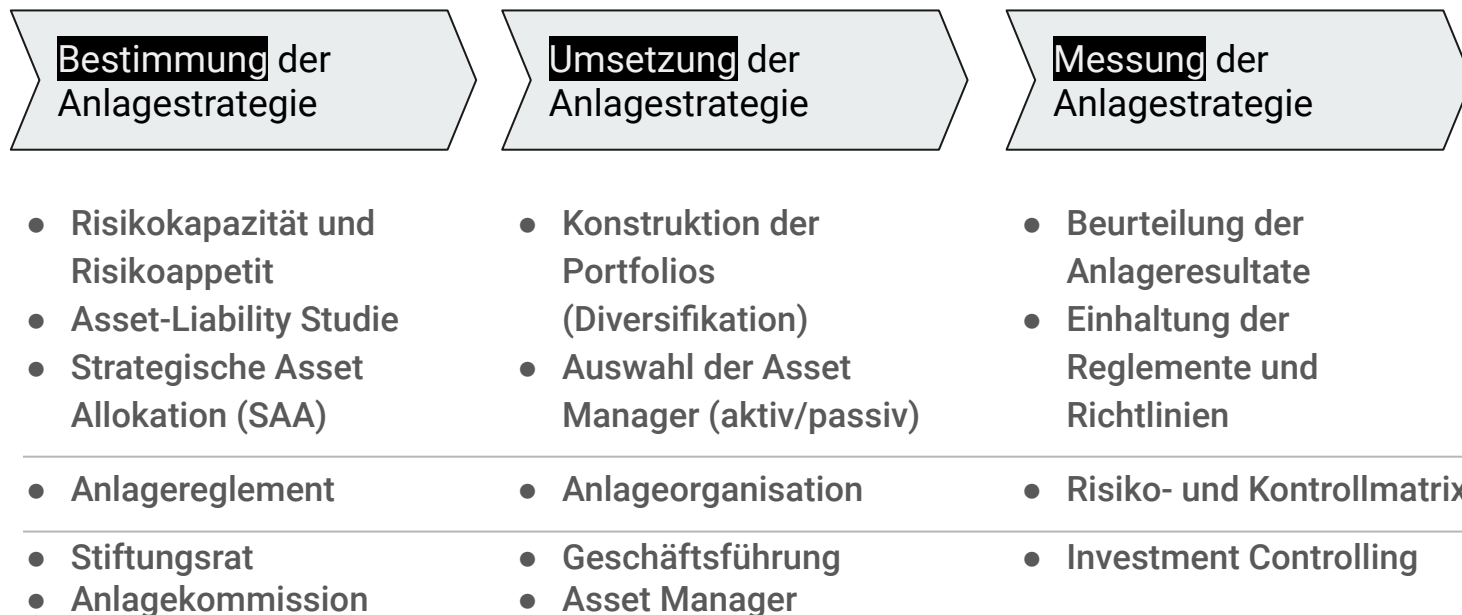 Bestimmung der
Anlagestrategie
Umsetzung der
Anlagestrategie
Messung der
Anlagestrategie
● Risikokapazität und
Risikoappetit
● Asset-Liability Studie
● Strategische Asset
Allokation (SAA)
● Konstruktion der
Portfolios
(Diversifikation)
● Auswahl der Asset
Manager (aktiv/passiv)
● Beurteilung der
Anlageresultate
● Einhaltung der
Reglemente und
Richtlinien
● Anlagereglement
● Anlageorganisation
● Risiko- und Kontrollmatrix
● Stiftungsrat
● Anlagekommission
● Geschäftsführung
● Asset Manager
● Investment Controlling